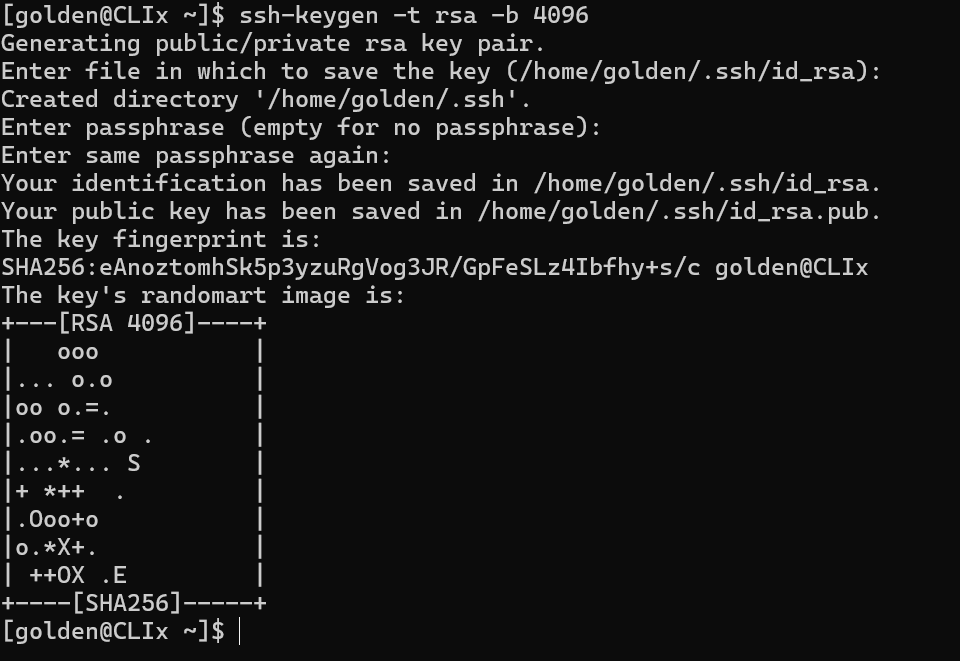 [golden@CLIx ~]$ ssh-keygen -t rsa -b 4096
Generating public/private rsa key pair.
Enter file in which to save the key (/home/golden/.ssh/id_rsa):
Created directory '/home/golden/.ssh'.
Enter passphrase (empty for no passphrase):
Enter same passphrase again:
Your identification has been saved in /home/golden/.ssh/id_rsa.
Your public key has been saved in /home/golden/.ssh/id_rsa.pub.
The key fingerprint is:
SHA256:eAnoztomhSk5p3yzuRgVog3JR/GpFeSLz4Ibfhy+s/c golden@CLIx
The key's randomart image is:
+---[RSA 4096]----+
|   ooo           |
|... o.o          |
|oo o.=.          |
|.oo.= .o .       |
|...*... S        |
|+ *++  .         |
|.Ooo+o           |
|o.*X+.           |
| ++OX .E         |
+----[SHA256]-----+
[golden@CLIx ~]$